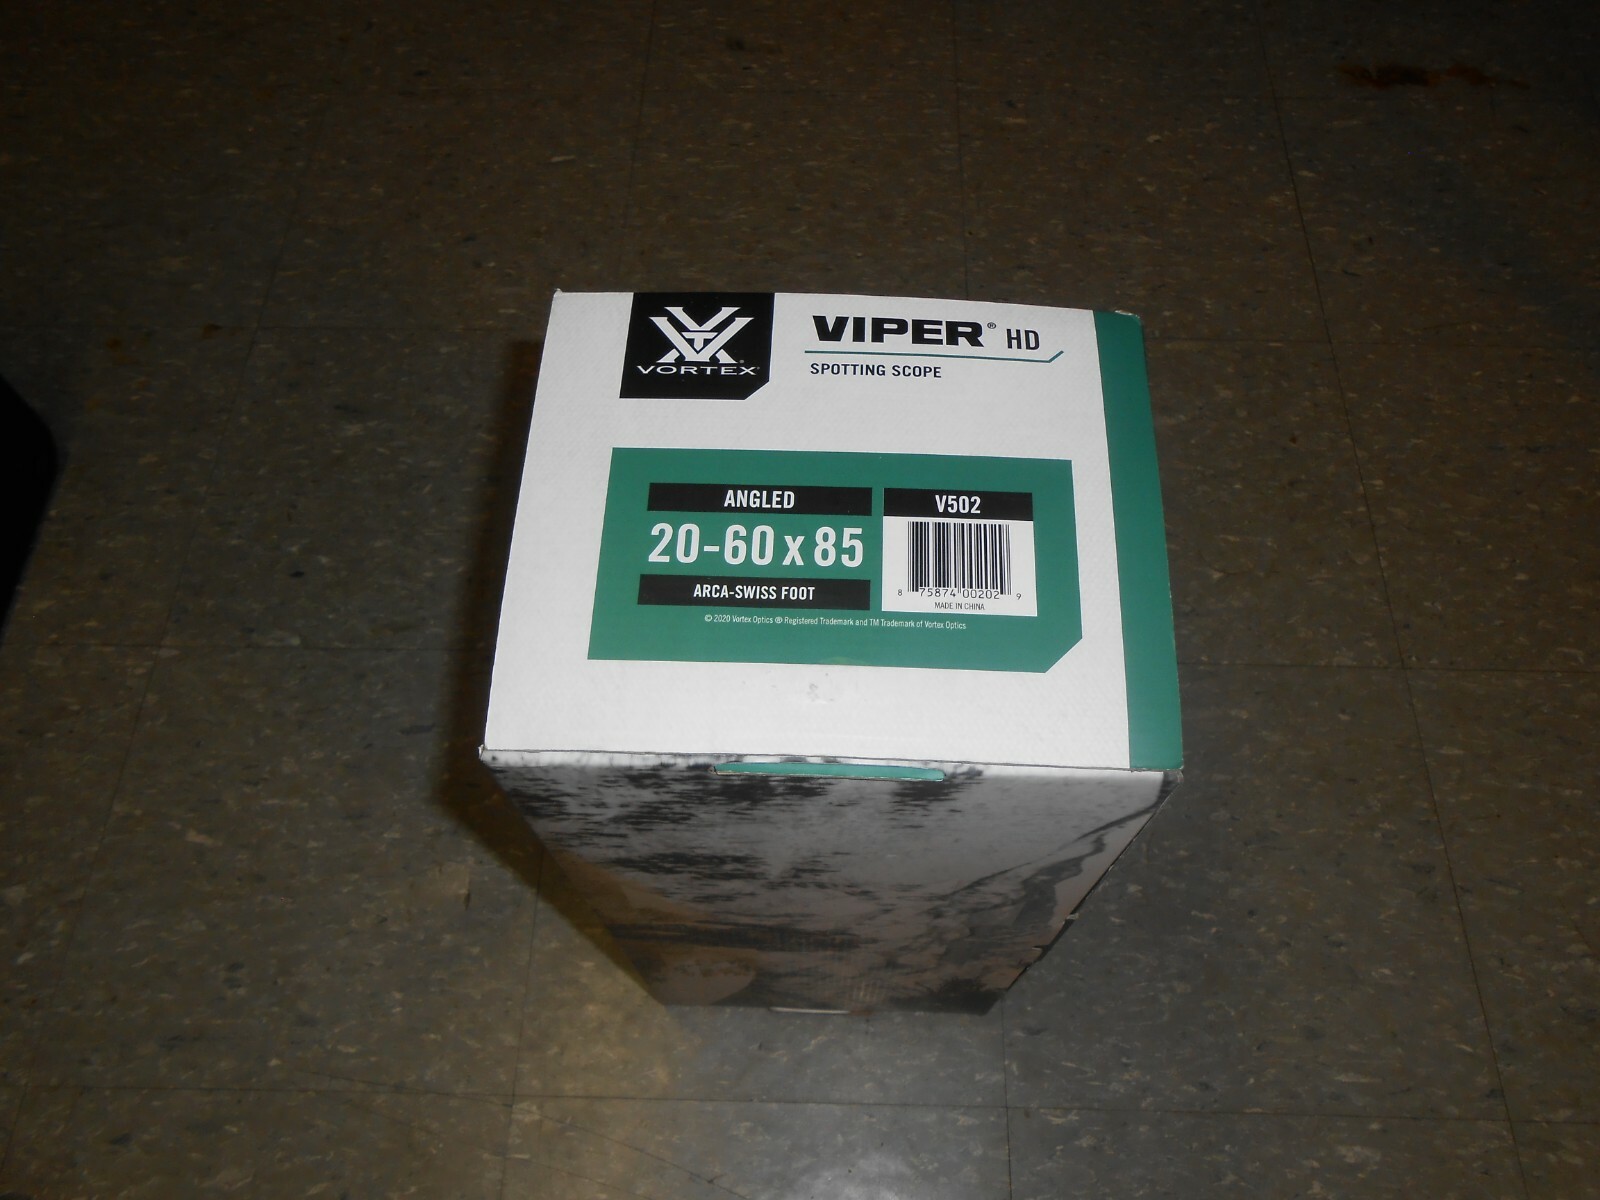 VORTEX®
VIPER® HD
SPOTTING SCOPE
ANGLED
20-60 x 85
ARCA-SWISS FOOT
V502
8 75874 00202 9
MADE IN CHINA
© 2020 Vortex Optics ® Registered Trademark and TM Trademark of Vortex Optics